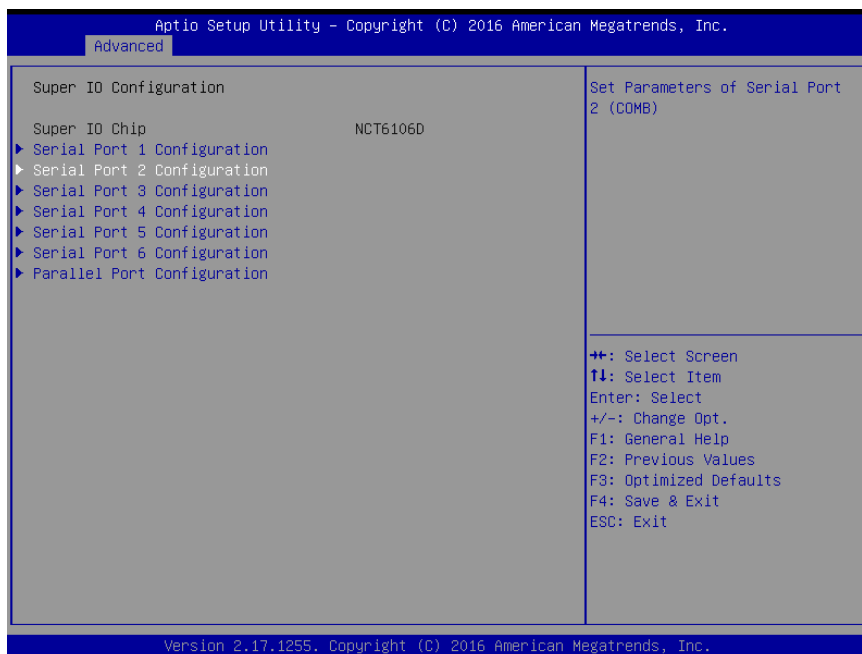 Aptio Setup Utility – Copyright (C) 2016 American Megatrends, Inc.
Advanced
Super IO Configuration
Super IO Chip NCT6106D
Serial Port 1 Configuration
Serial Port 2 Configuration
Serial Port 3 Configuration
Serial Port 4 Configuration
Serial Port 5 Configuration
Serial Port 6 Configuration
Parallel Port Configuration
Set Parameters of Serial Port
2 (COMB)
→←: Select Screen
↑↓: Select Item
Enter: Select
+/-: Change Opt.
F1: General Help
F2: Previous Values
F3: Optimized Defaults
F4: Save & Exit
ESC: Exit
Version 2.17.1255. Copyright (C) 2016 American Megatrends, Inc.